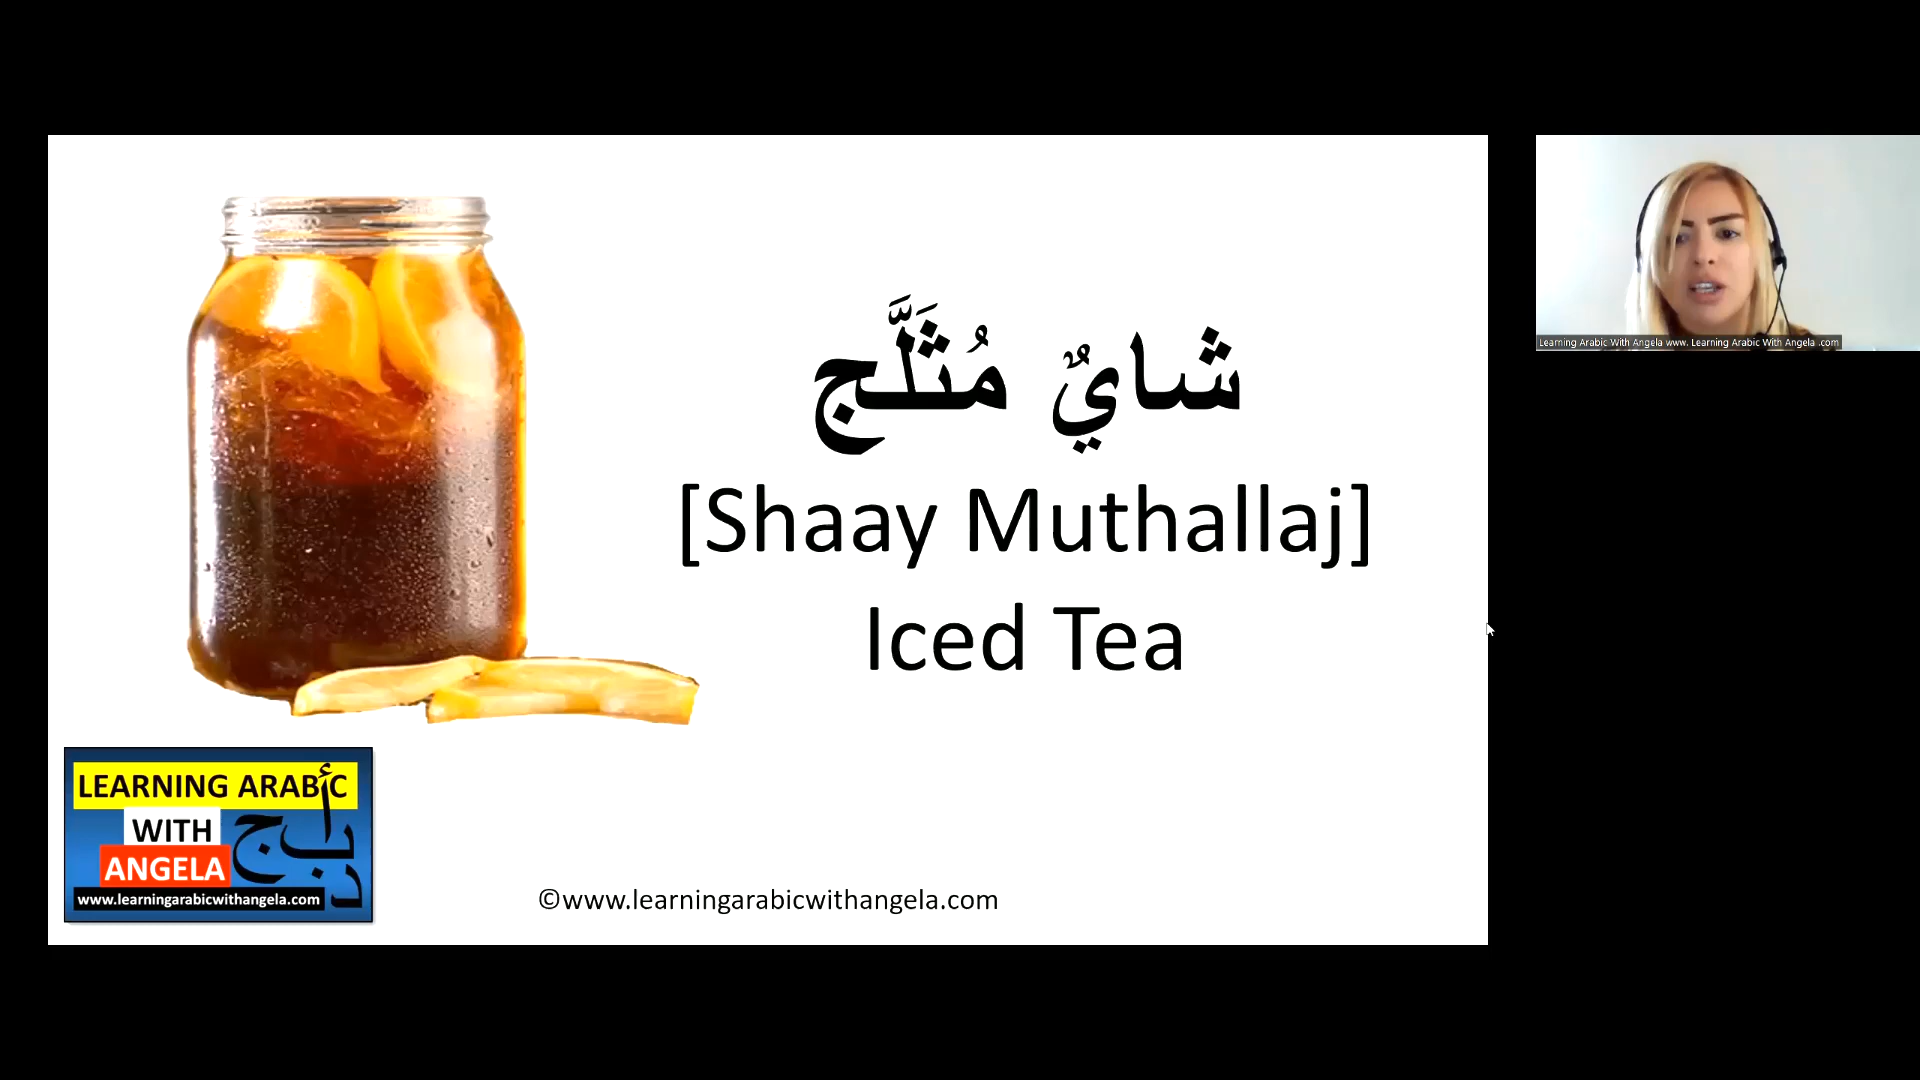 شايٌ مُثَلَّج
[Shaay Muthallaj]
Iced Tea
Learning Arabic With Angela www. Learning Arabic With Angela .com
LEARNING ARABIC
WITH
ANGELA
أ ب ج د
www.learningarabicwithangela.com
©www.learningarabicwithangela.com